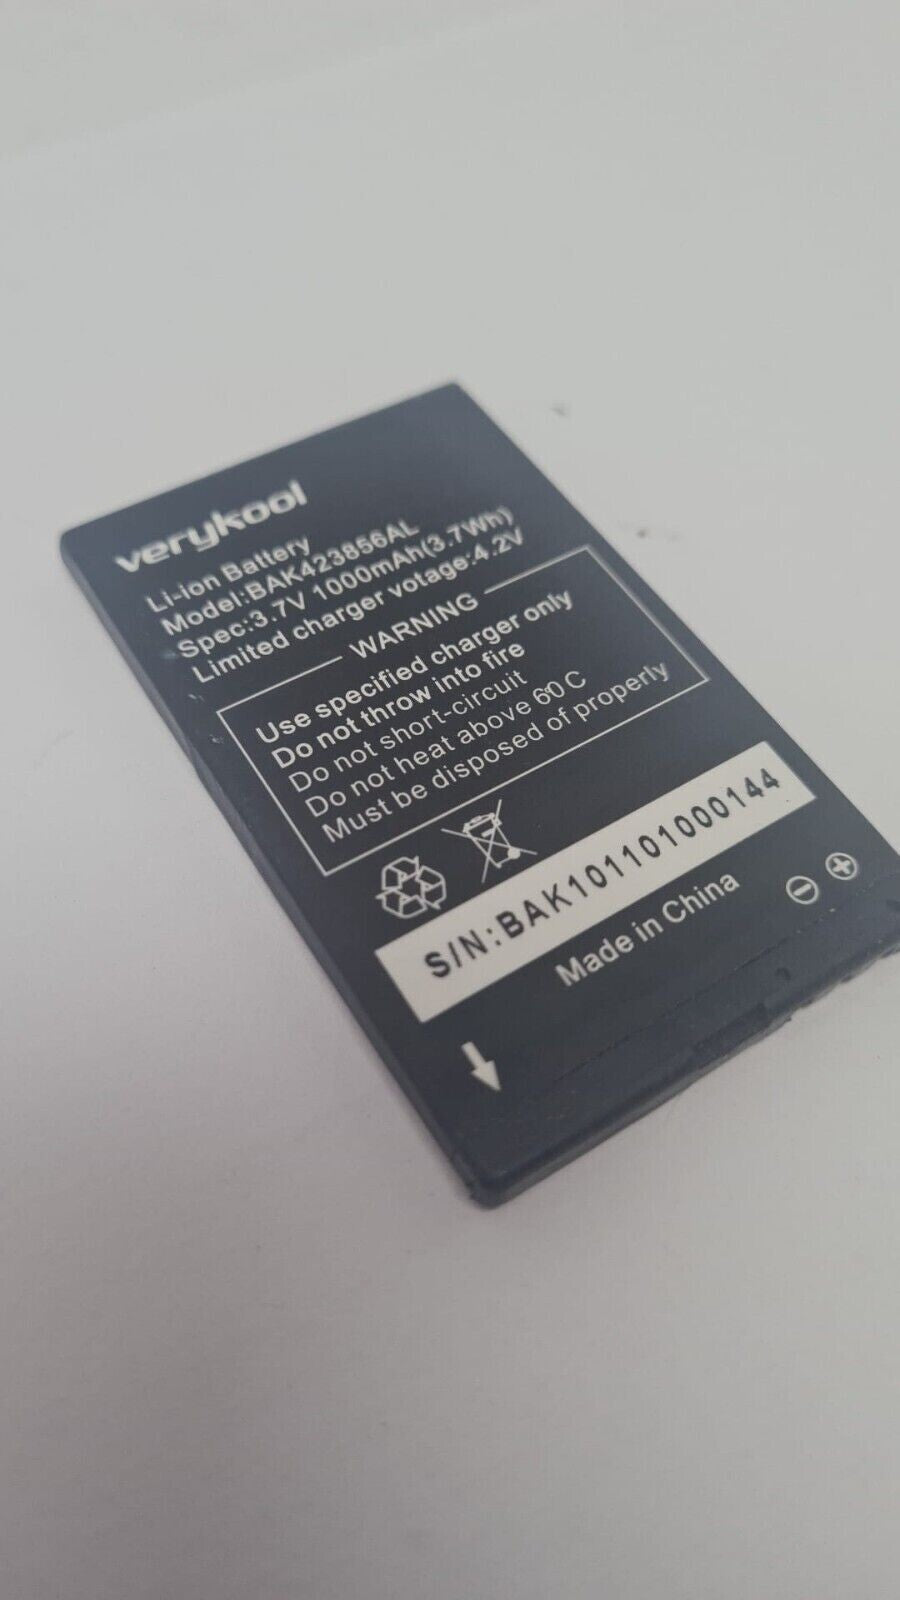 verykool
Li-ion Battery
Model:BAK423856AL
Spec:3.7V 1000mAh(3.7Wh)
Limited charger votage:4.2V
WARNING
Use specified charger only
Do not throw into fire
Do not short-circuit
Do not heat above 60°C
Must be disposed of properly
S/N:BAK101101000144
Made in China